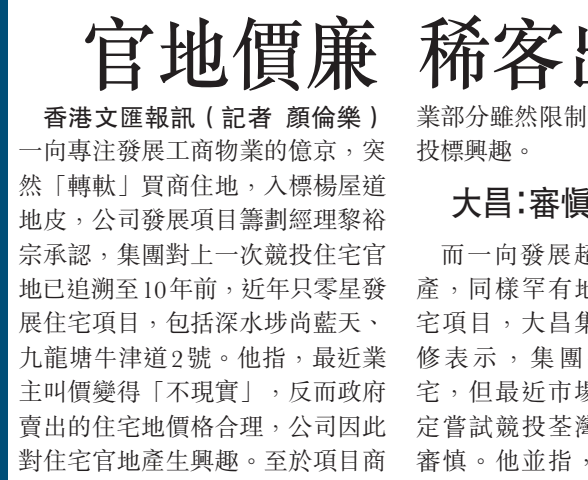 官地價廉 稀客
香港文匯報訊（記者 顏倫樂）
一向專注發展工商物業的億京，突
然「轉軚」買商住地，入標楊屋道
地皮，公司發展項目籌劃經理黎裕
宗承認，集團對上一次競投住宅官
地已追溯至10年前，近年只零星發
展住宅項目，包括深水埗尚藍天、
九龍塘牛津道2號。他指，最近業
主叫價變得「不現實」，反而政府
賣出的住宅地價格合理，公司因此
對住宅官地產生興趣。至於項目商
業部分雖然限制
投標興趣。
大昌：審慎
而一向發展超
產，同樣罕有地
宅項目，大昌集
修表示，集團
宅，但最近市場
定嘗試競投荃灣
審慎。他並指，